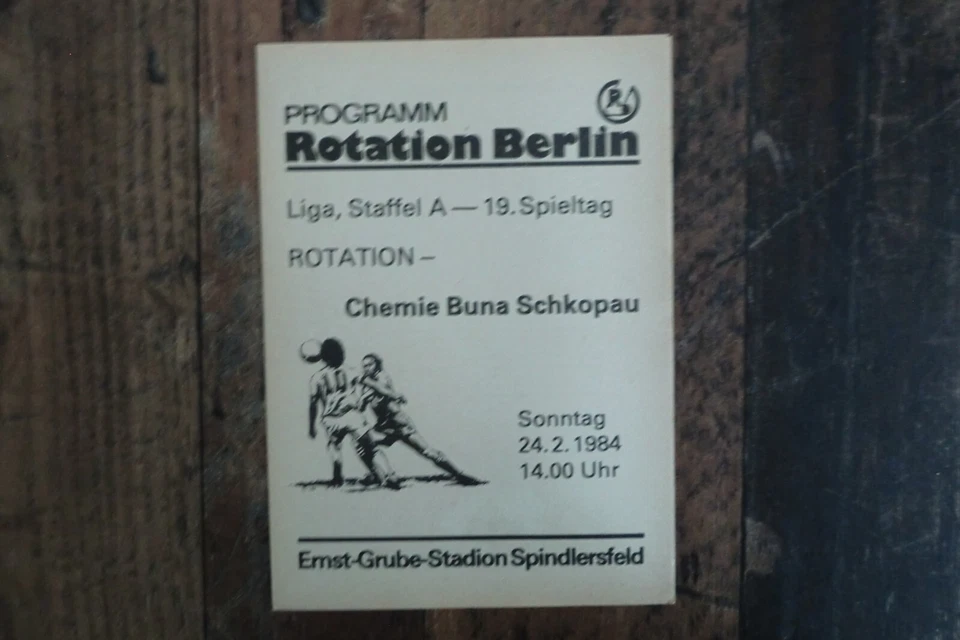 PROGRAMM
Rotation Berlin
Liga, Staffel A — 19. Spieltag
ROTATION –
Chemie Buna Schkopau
10
Sonntag
24.2.1984
14.00 Uhr
Ernst-Grube-Stadion Spindlersfeld